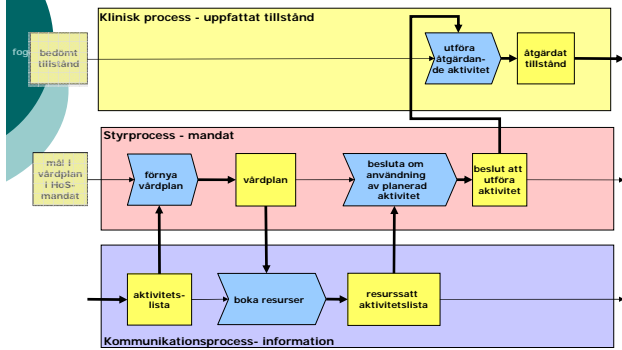 Klinisk process - uppfattat tillstånd
fog
bedömt
tillstånd
utföra
åtgärdan-
de aktivitet
åtgärdat
tillstånd
Styrprocess - mandat
mål i
vårdplan
i HoS-
mandat
förnya
vårdplan
vårdplan
besluta om
användning
av planerad
aktivitet
beslut att
utföra
aktivitet
aktivitets-
lista
boka resurser
resurssatt
aktivitetslista
Kommunikationsprocess- information